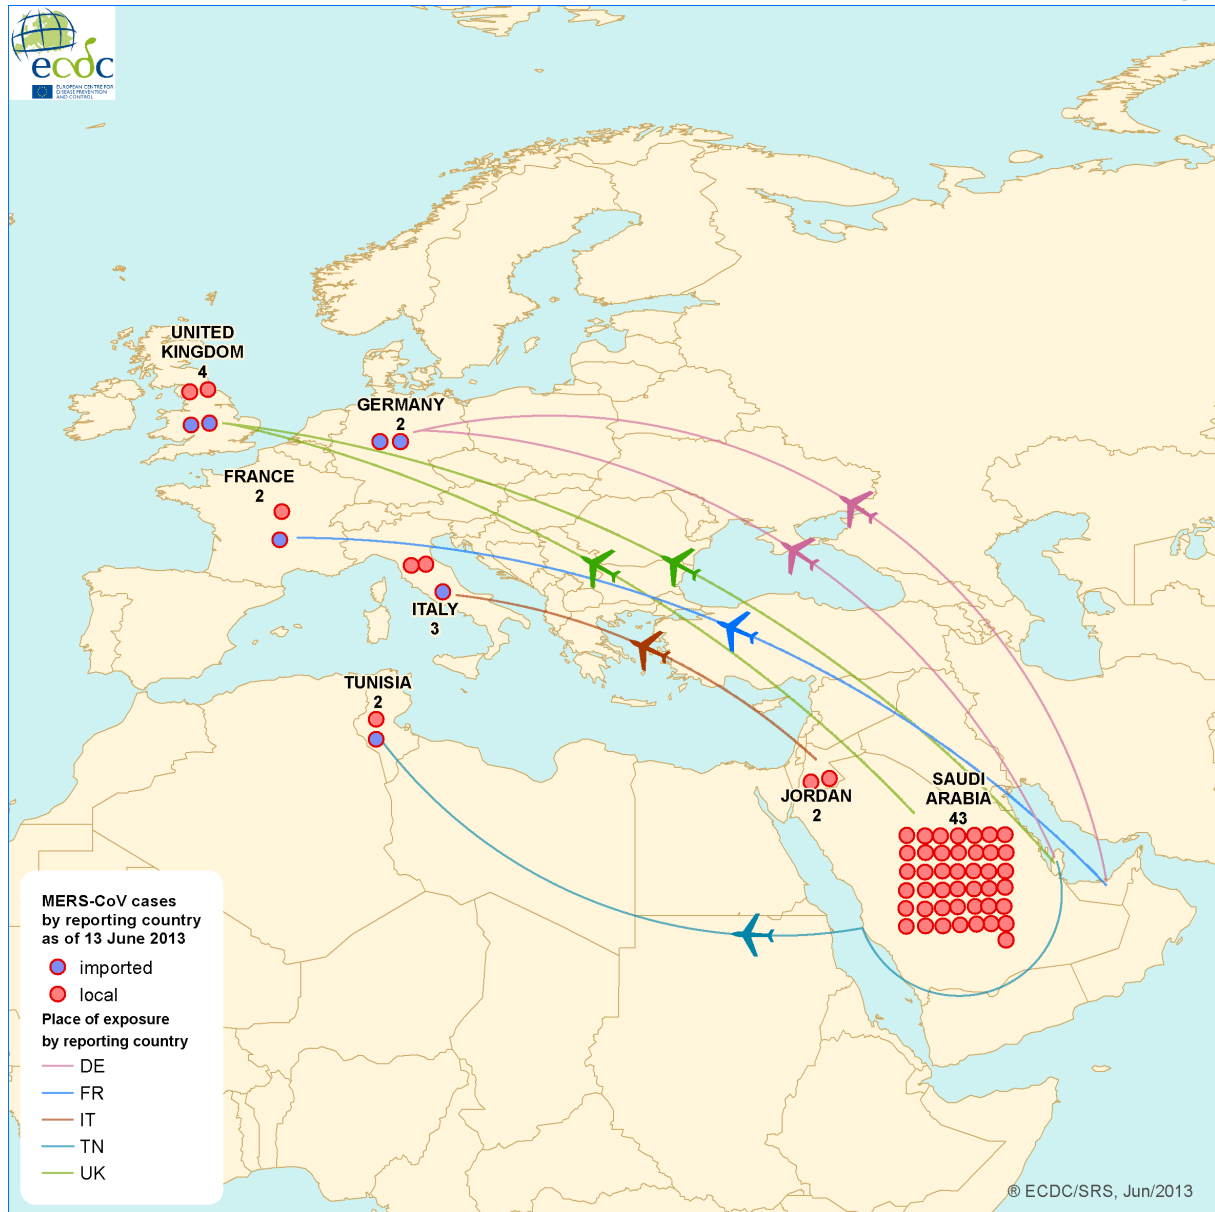 ecdc
EUROPEAN CENTRE FOR
DISEASE PREVENTION
AND CONTROL
UNITED
KINGDOM
4
GERMANY
2
FRANCE
2
ITALY
3
TUNISIA
2
JORDAN
2
SAUDI
ARABIA
43
MERS-CoV cases
by reporting country
as of 13 June 2013
imported
local
Place of exposure
by reporting country
DE
FR
IT
TN
UK
® ECDC/SRS, Jun/2013